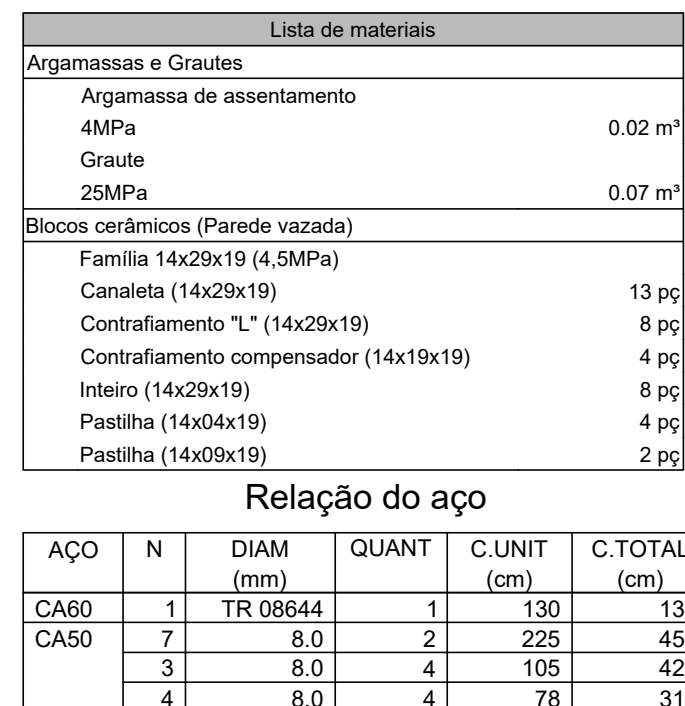 Lista de materiais
Argamassas e Grautes
Argamassa de assentamento
4MPa 0.02 m³
Graute
25MPa 0.07 m³
Blocos cerâmicos (Parede vazada)
Família 14x29x19 (4,5MPa)
Canaleta (14x29x19) 13 pç
Contrafiamento "L" (14x29x19) 8 pç
Contrafiamento compensador (14x19x19) 4 pç
Inteiro (14x29x19) 8 pç
Pastilha (14x04x19) 4 pç
Pastilha (14x09x19) 2 pç
Relação do aço
AÇO N DIAM QUANT C.UNIT C.TOTAL
(mm) (cm) (cm)
CA60 1 TR 08644 1 130 13
CA50 7 8.0 2 225 45
3 8.0 4 105 42
4 8.0 4 78 31